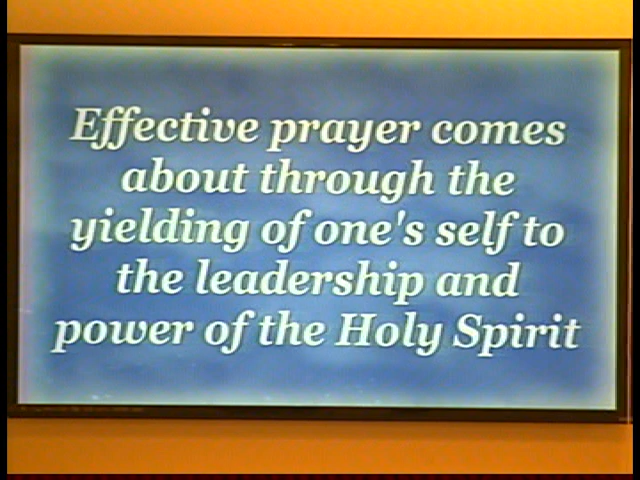 Effective prayer comes
about through the
yielding of one's self to
the leadership and
power of the Holy Spirit